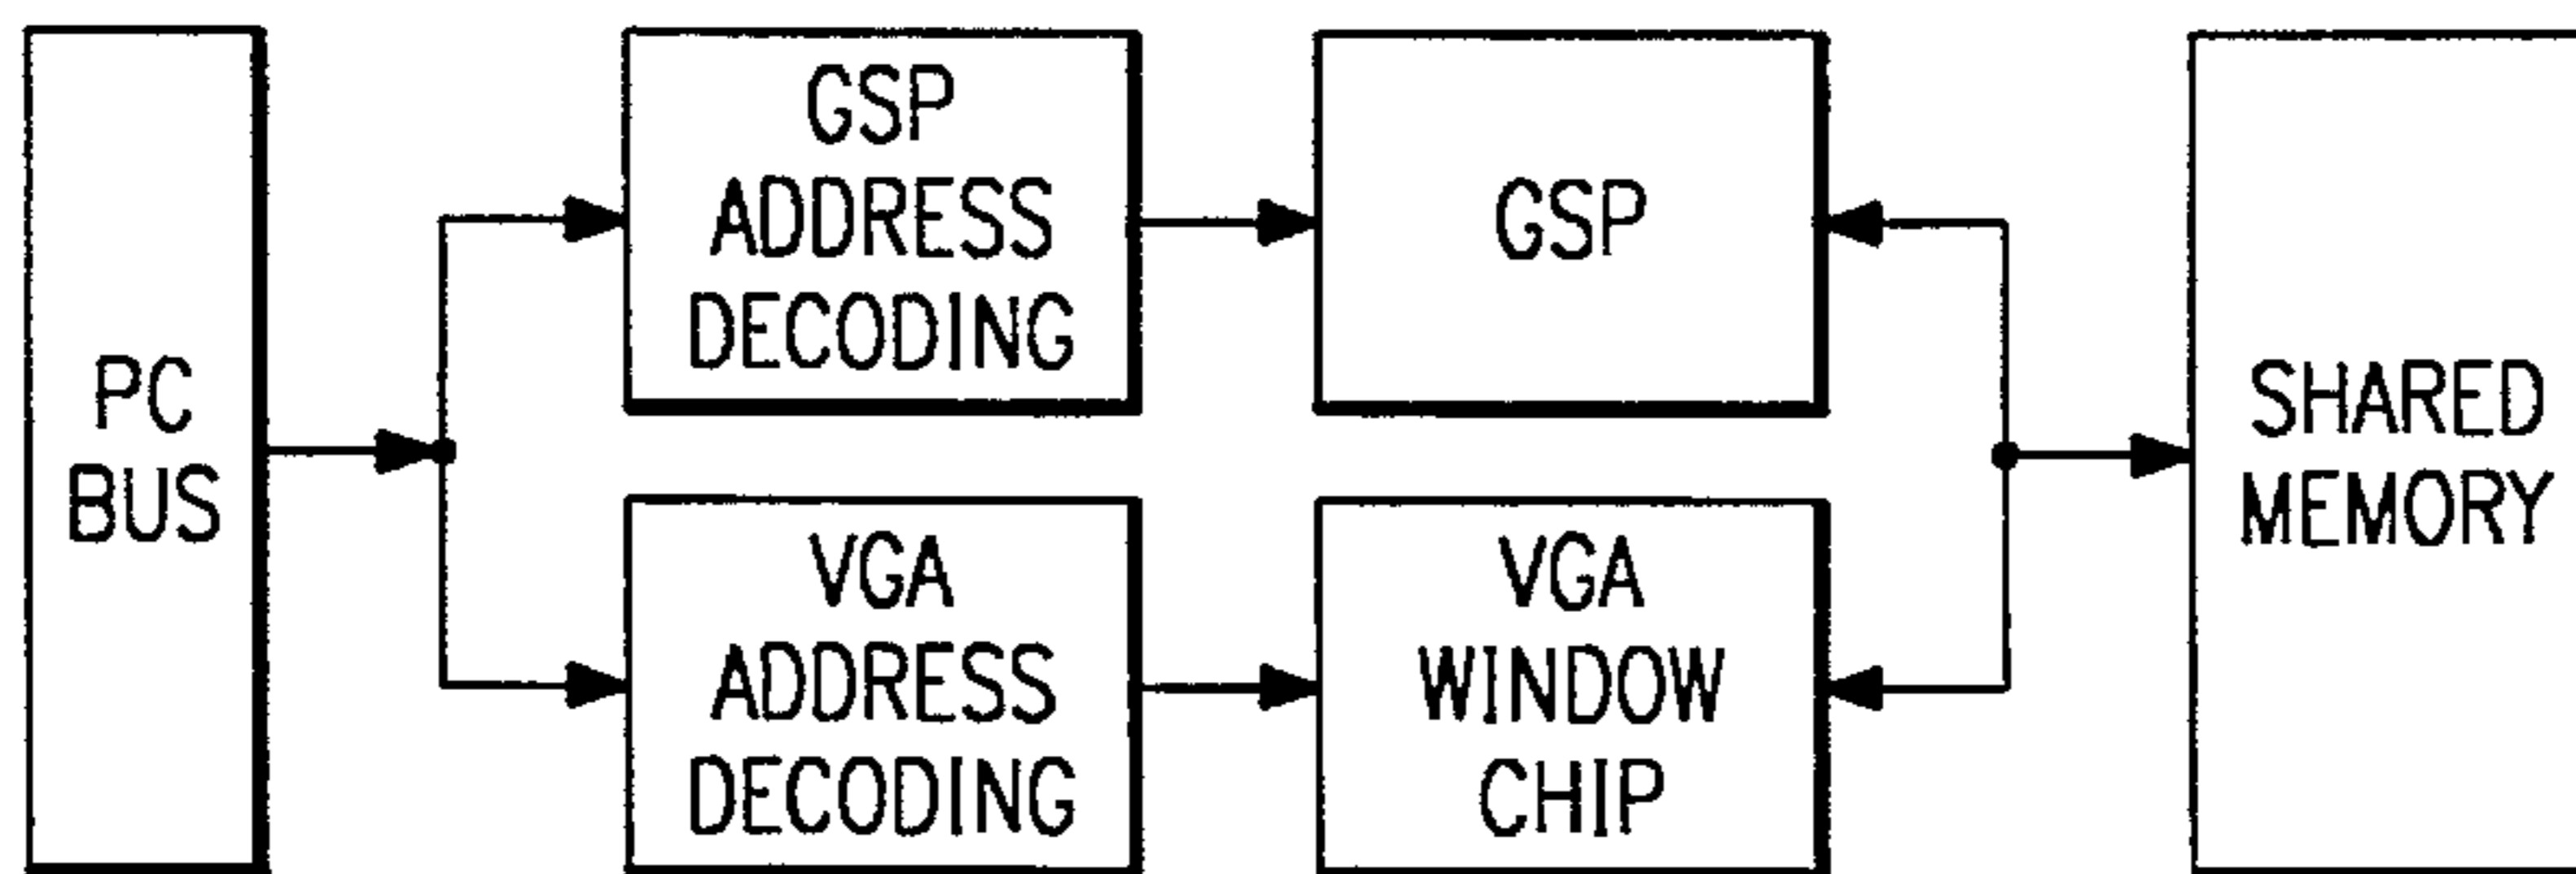 PC
BUS
GSP
ADDRESS
DECODING
GSP
VGA
ADDRESS
DECODING
VGA
WINDOW
CHIP
SHARED
MEMORY